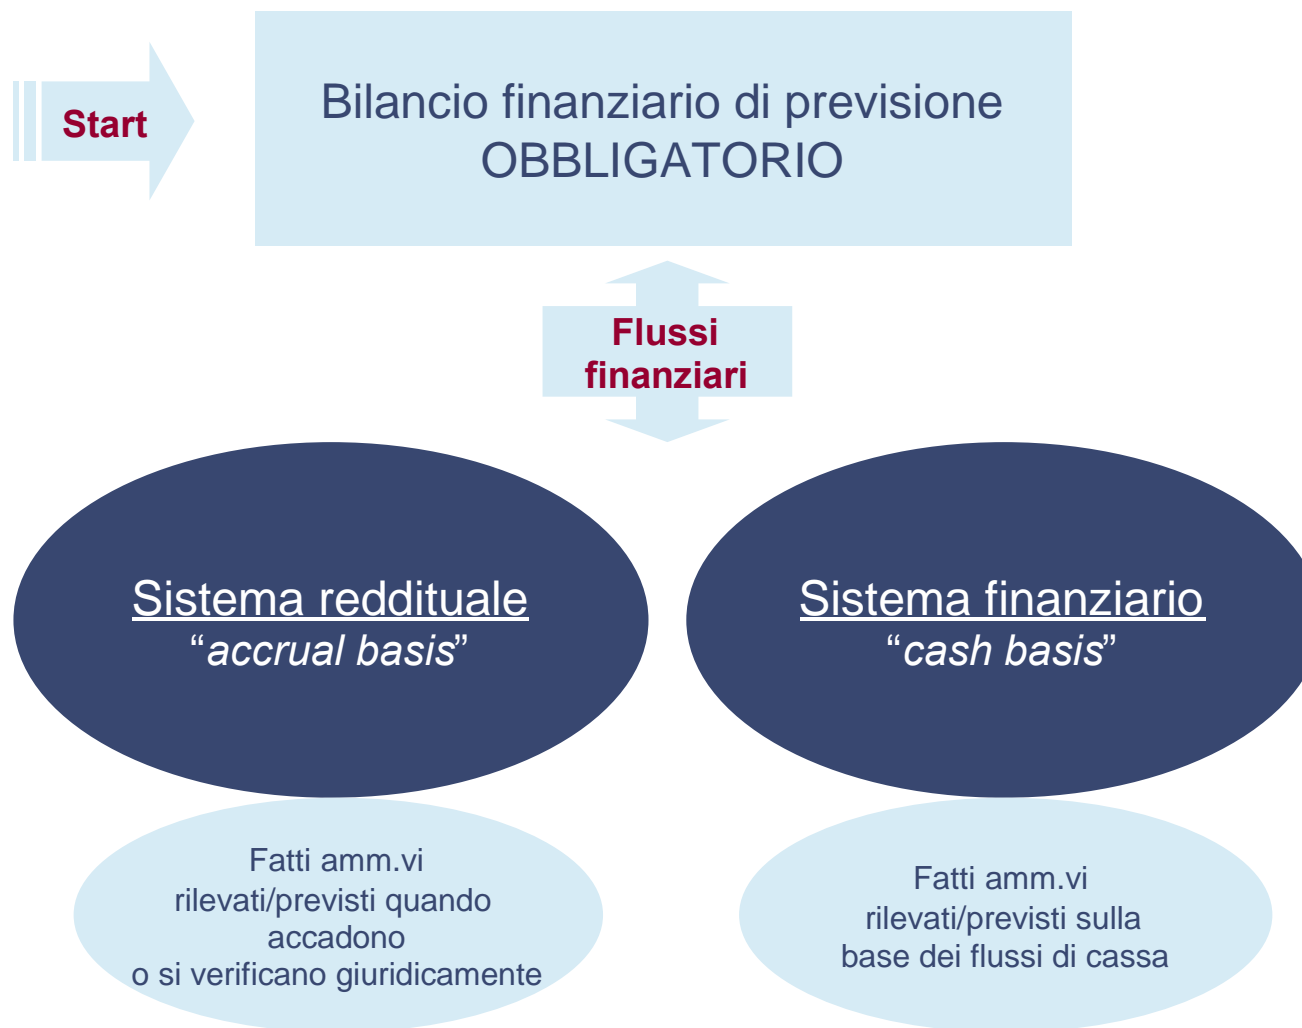 Start
Bilancio finanziario di previsione
OBBLIGATORIO
Flussi
finanziari
Sistema reddituale
“accrual basis”
Sistema finanziario
“cash basis”
Fatti amm.vi
rilevati/previsti quando
accadono
o si verificano giuridicamente
Fatti amm.vi
rilevati/previsti sulla
base dei flussi di cassa